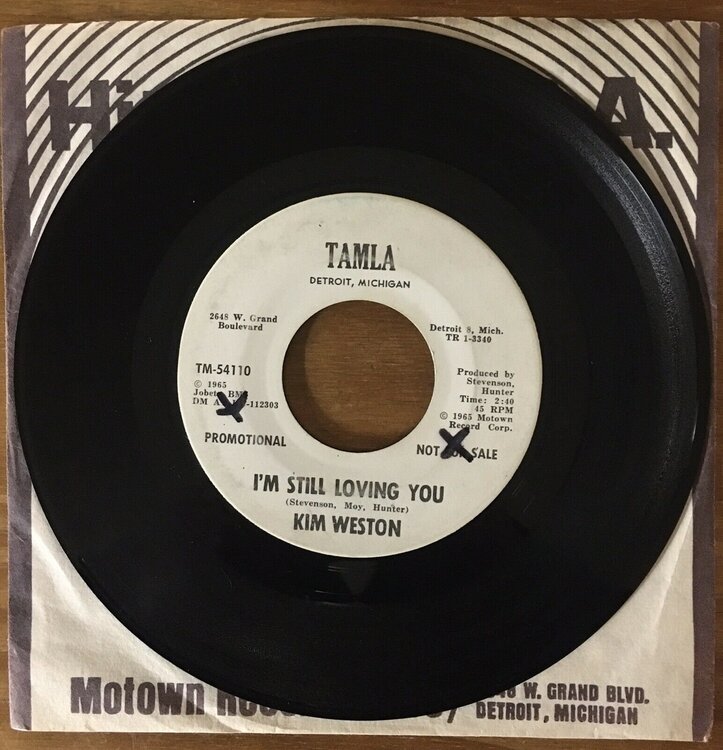 A.
TAMLA
DETROIT, MICHIGAN
2648 W. Grand
Boulevard
Detroit 8, Mich.
TR 1-3340
TM-54110
© 1965
DM
-112303
PROMOTIONAL
Produced by
Stevenson,
Hunter
Time: 2:40
45 RPM
© 1965 Motown
Record Corp.
NOT SALE
I'M STILL LOVING YOU
(Stevenson, Moy, Hunter)
KIM WESTON
Motown
W. GRAND BLVD.
DETROIT, MICHIGAN